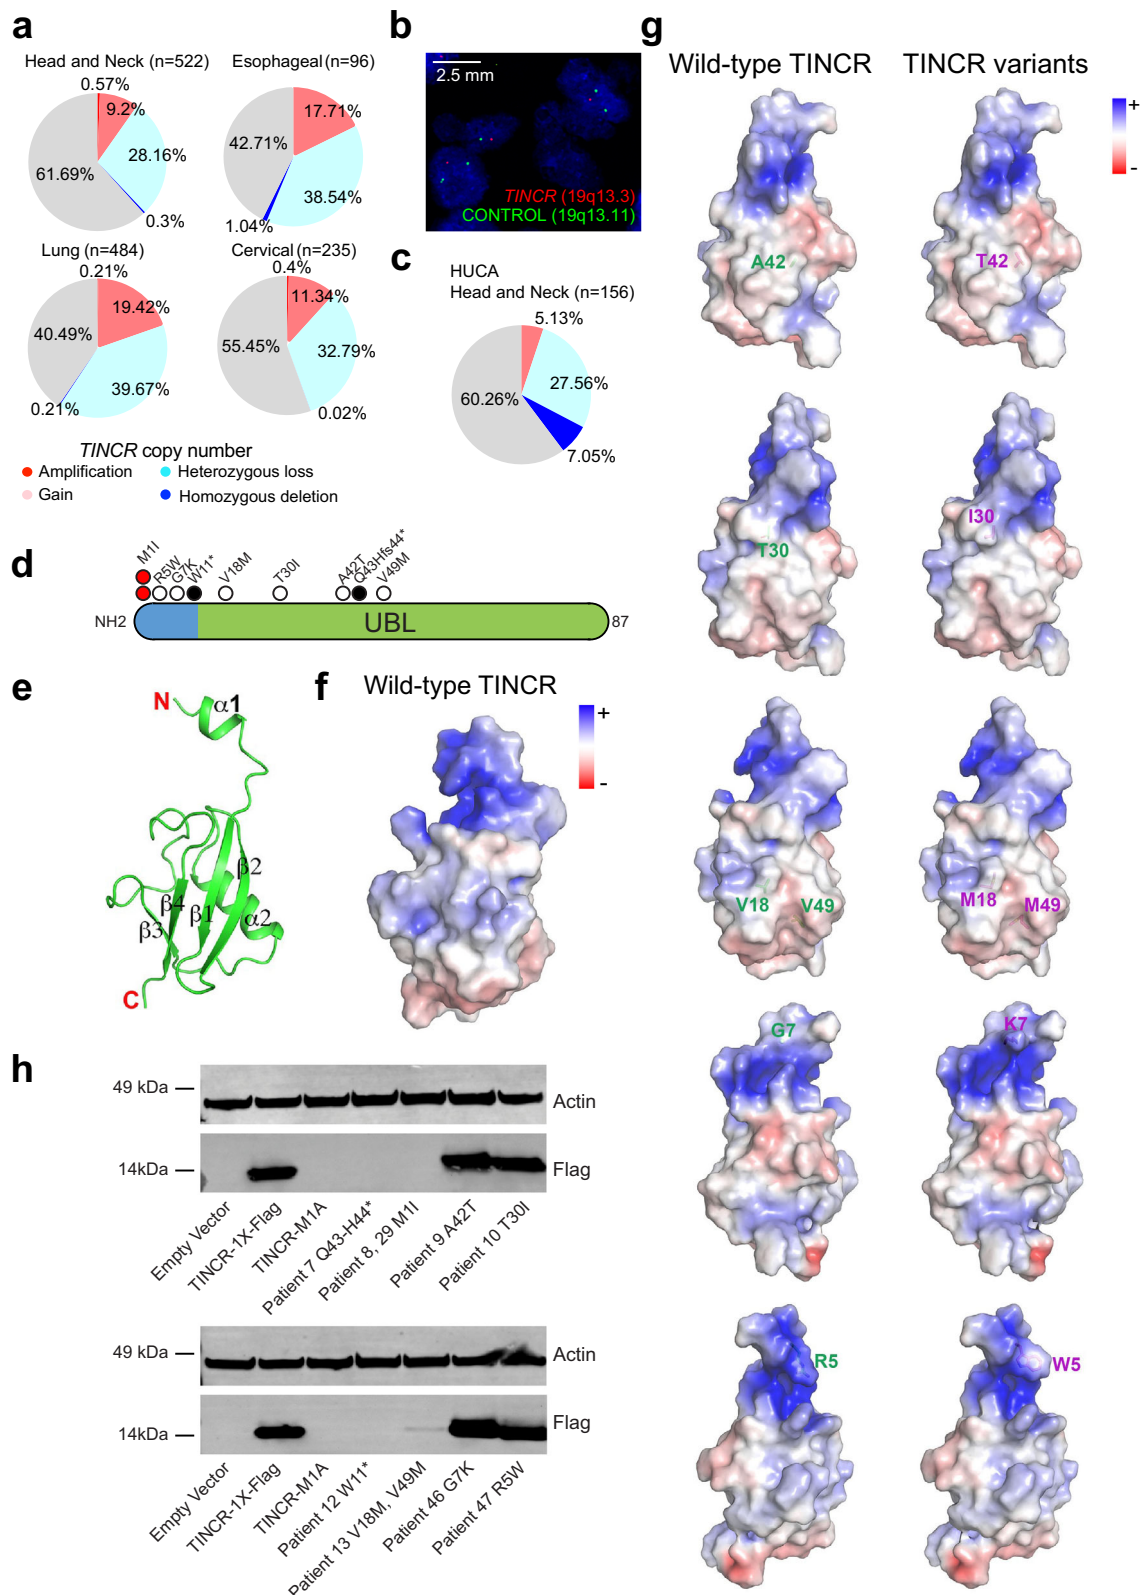 a
Head and Neck (n=522)
0.57%
9.2%
28.16%
61.69%
0.3%
Esophageal (n=96)
17.71%
42.71%
38.54%
1.04%
Lung (n=484)
0.21%
19.42%
40.49%
39.67%
0.21%
Cervical (n=235)
0.4%
11.34%
55.45%
32.79%
0.02%
TINCR copy number
Amplification
Heterozygous loss
Gain
Homozygous deletion
b
2.5 mm
TINCR (19q13.3)
CONTROL (19q13.11)
c
HUCA
Head and Neck (n=156)
5.13%
27.56%
60.26%
7.05%
d
M1I
R5W
G7K
W11*
V18M
T30I
A42T
Q43Hfs44*
V49M
NH2
UBL
87
e
N
α1
β2
β4
β1
α2
β3
C
f
Wild-type TINCR
+
-
g
Wild-type TINCR
TINCR variants
+
-
A42
T42
T30
I30
V18
V49
M18
M49
G7
K7
R5
W5
h
49 kDa
Actin
14kDa
Flag
Empty Vector
TINCR-1X-Flag
TINCR-M1A
Patient 7 Q43-H44*
Patient 8, 29 M1I
Patient 9 A42T
Patient 10 T30I
49 kDa
Actin
14kDa
Flag
Empty Vector
TINCR-1X-Flag
TINCR-M1A
Patient 12 W11*
Patient 13 V18M, V49M
Patient 46 G7K
Patient 47 R5W